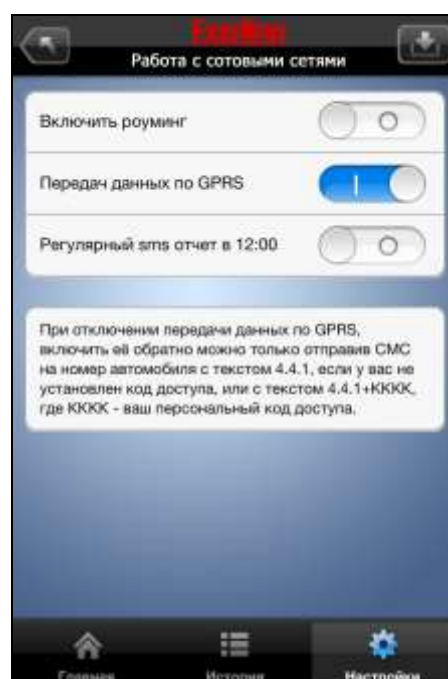 Работа с сотовыми сетями
Включить роуминг
Передач данных по GPRS
Регулярный sms отчет в 12:00
При отключении передачи данных по GPRS,
включить её обратно можно только отправив СМС
на номер автомобиля с текстом 4.4.1, если у вас не
установлен код доступа, или с текстом 4.4.1+КККК,
где КККК - ваш персональный код доступа.
Главная
История
Настройки